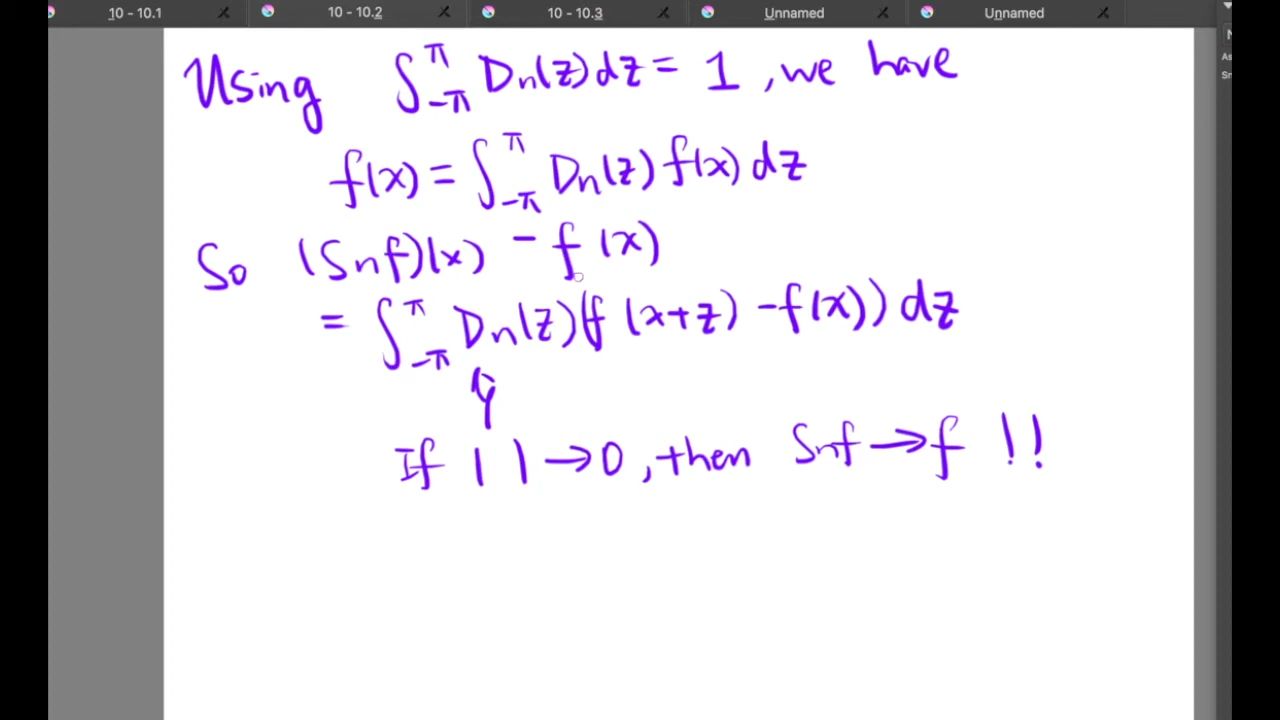 10 - 10.1 10 - 10.2 10 - 10.3 Unnamed Unnamed
Using ∫_{-π}^{π} Dn(z)dz = 1, we have
f(x) = ∫_{-π}^{π} Dn(z) f(x) dz
So (Snf)(x) - f(x)
= ∫_{-π}^{π} Dn(z)(f(x+z) - f(x)) dz
If | | → 0, then Snf → f !!